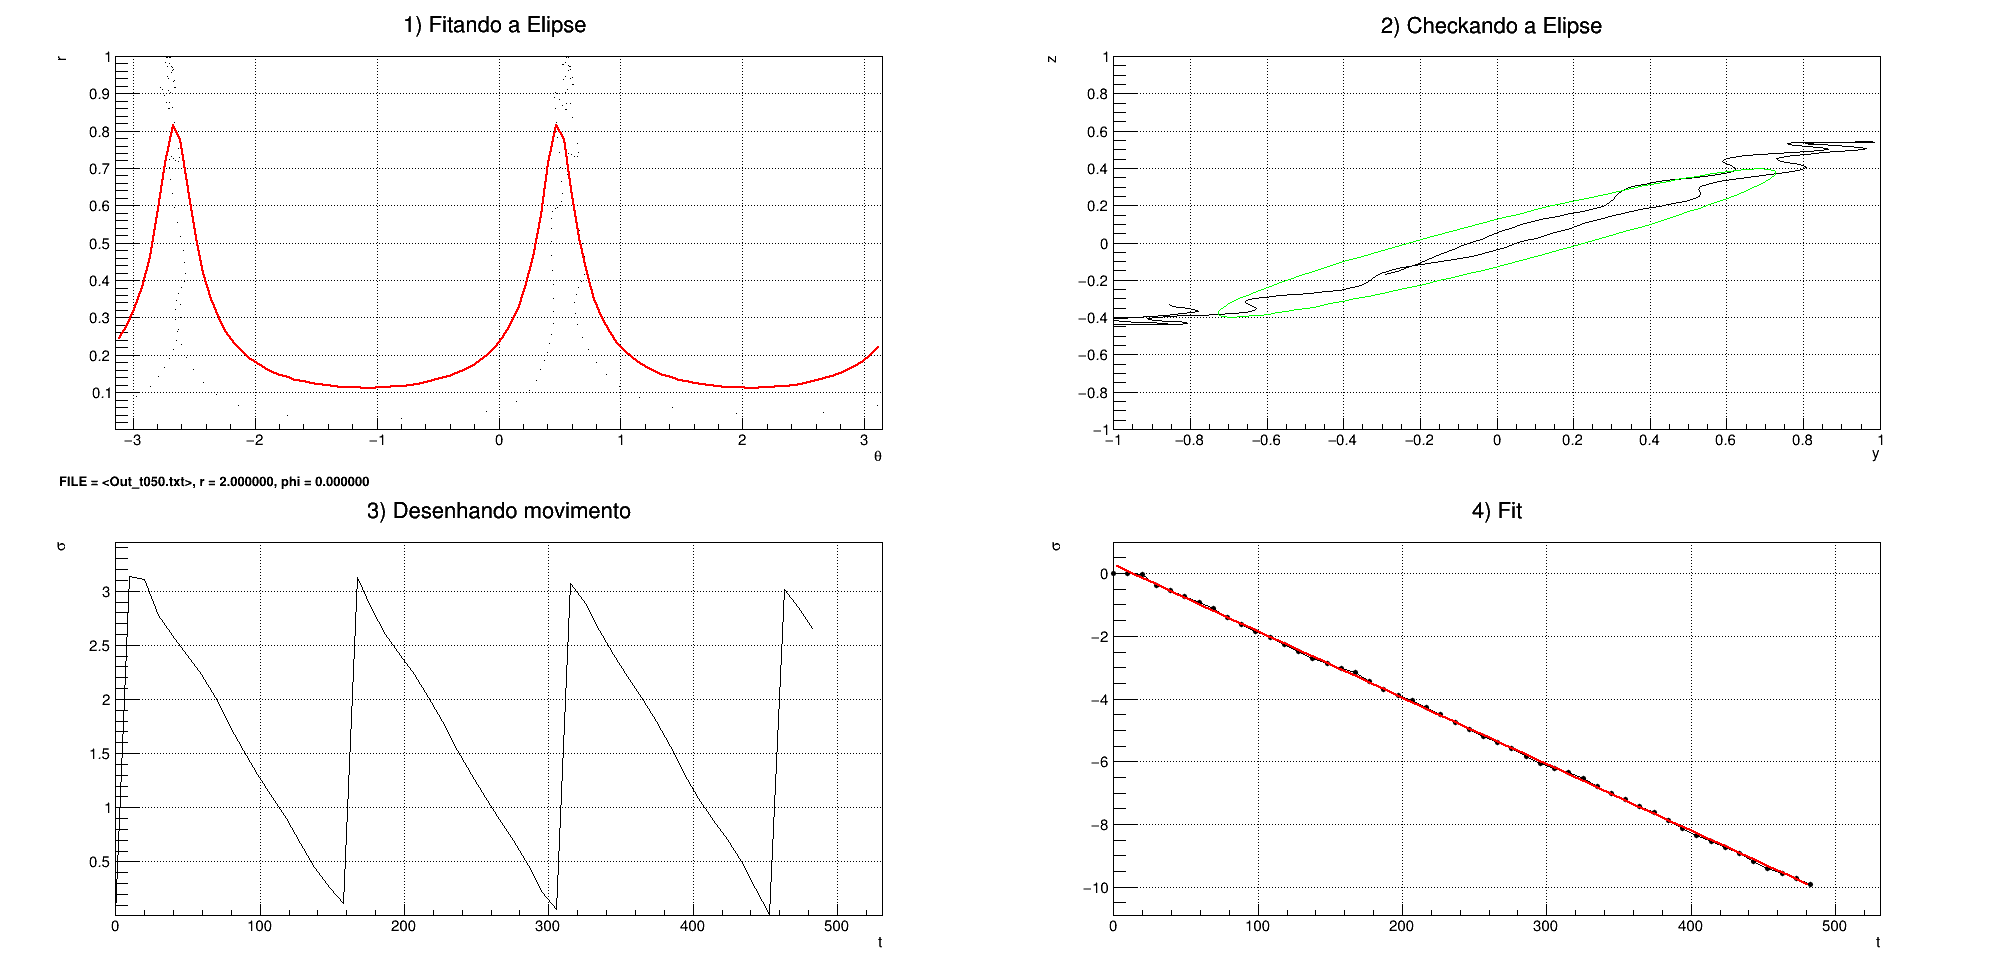 1) Fitando a Elipse
r
1
0.9
0.8
0.7
0.6
0.5
0.4
0.3
0.2
0.1
−3 −2 −1 0 1 2 3
θ
2) Checkando a Elipse
z
1
0.8
0.6
0.4
0.2
0
−0.2
−0.4
−0.6
−0.8
−1
−1 −0.8 −0.6 −0.4 −0.2 0 0.2 0.4 0.6 0.8 1
y
FILE = <Out_t050.txt>, r = 2.000000, phi = 0.000000
3) Desenhando movimento
σ
3
2.5
2
1.5
1
0.5
0 100 200 300 400 500
t
4) Fit
σ
0
−2
−4
−6
−8
−10
0 100 200 300 400 500
t